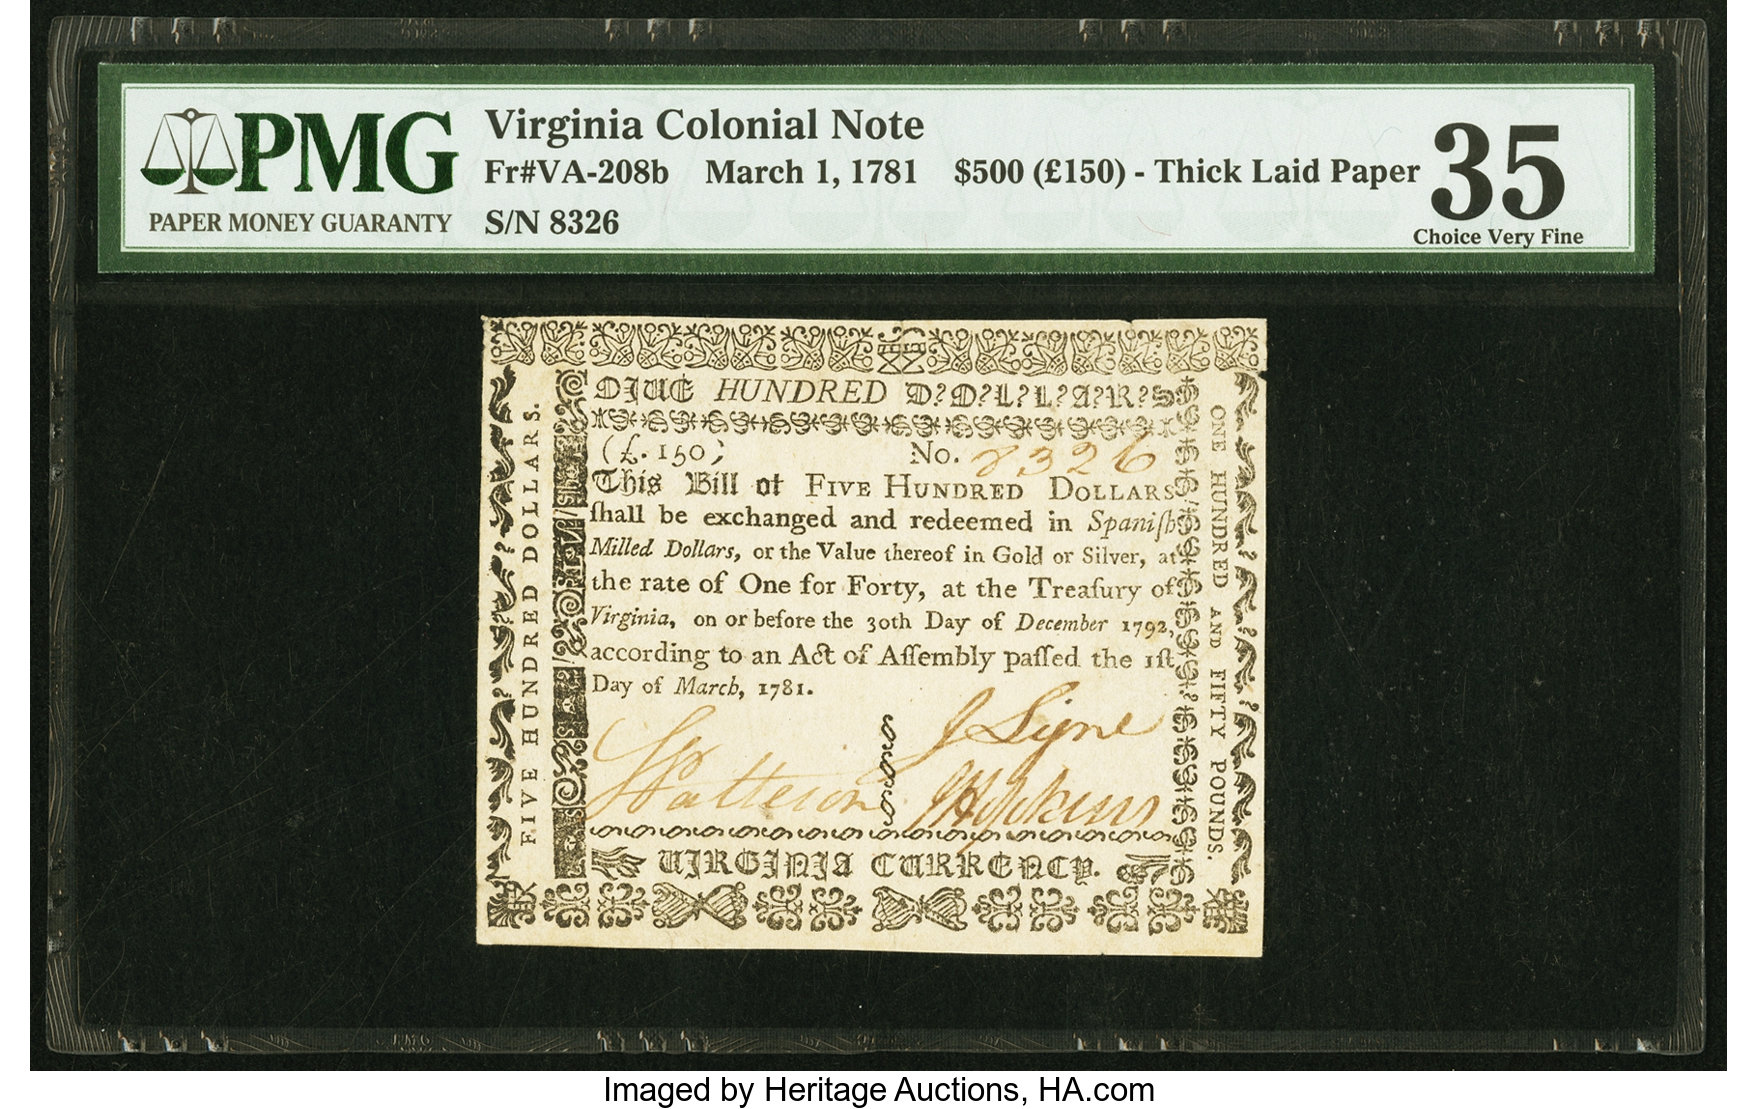 PMG
PAPER MONEY GUARANTY
Virginia Colonial Note
Fr#VA-208b March 1, 1781 $500 (£150) - Thick Laid Paper
S/N 8326
35
Choice Very Fine
FIVE HUNDRED DOLLARS.
FIVE HUNDRED D?O?L?L?A?R?S
(£. 150;
No. 8326
This Bill of FIVE HUNDRED DOLLARS
ſhall be exchanged and redeemed in Spaniſh
Milled Dollars, or the Value thereof in Gold or Silver, at
the rate of One for Forty, at the Treaſury of
Virginia, on or before the 30th Day of December 1792,
according to an Act of Aſſembly paſſed the 1ſt
Day of March, 1781.
J Lyne
J Hopkins
VIRGINIA CURRENCY.
ONE HUNDRED AND FIFTY POUNDS.
Imaged by Heritage Auctions, HA.com